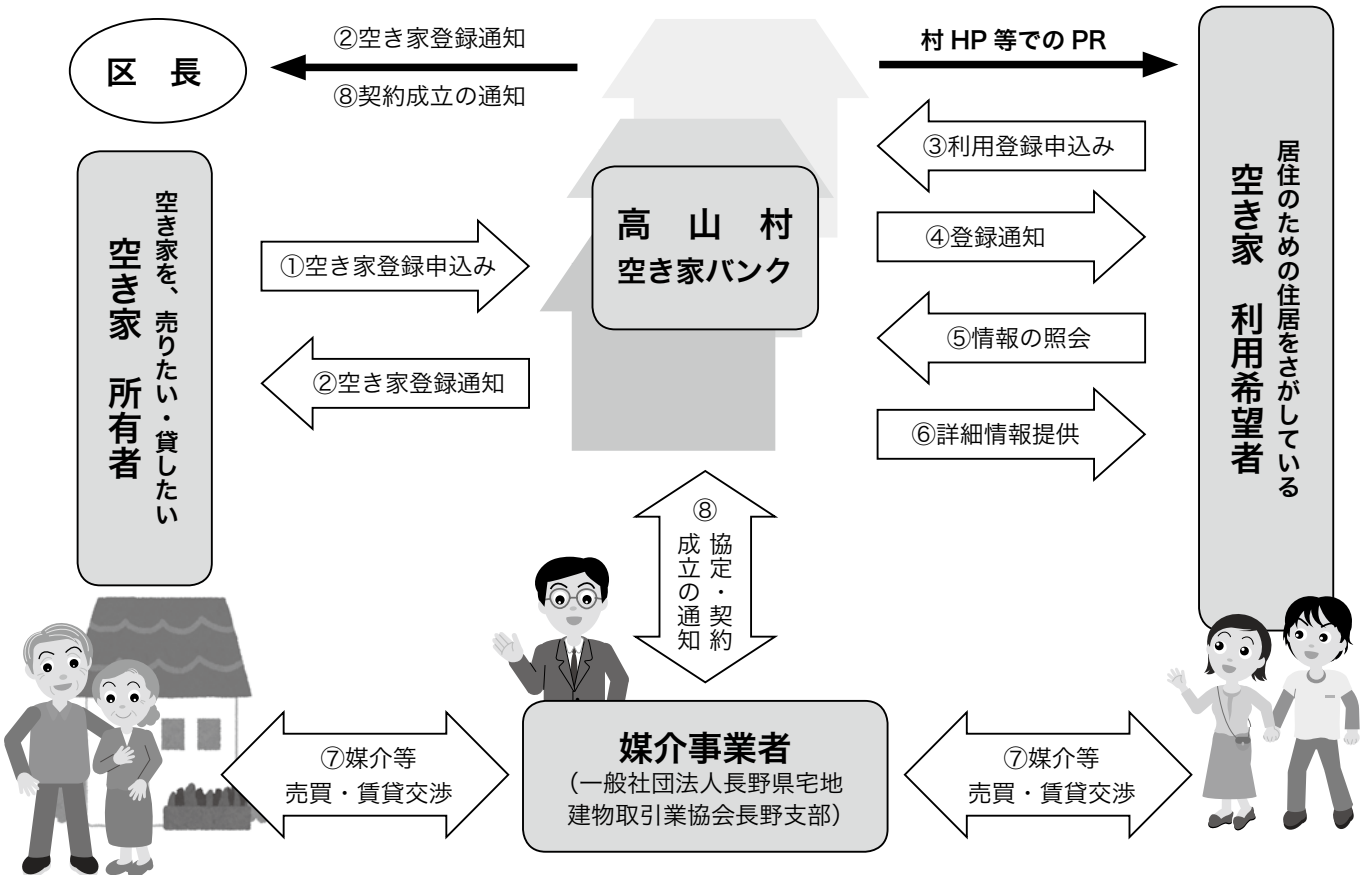 ②空き家登録通知
⑧契約成立の通知
区　長
村 HP 等での PR
空き家を、売りたい・貸したい
空き家　所有者
①空き家登録申込み
②空き家登録通知
高　山　村
空き家バンク
③利用登録申込み
④登録通知
⑤情報の照会
⑥詳細情報提供
居住のための住居をさがしている
空き家　利用希望者
⑧
協定・契約
成立の通知
⑦媒介等
売買・賃貸交渉
媒介事業者
（一般社団法人長野県宅地
建物取引業協会長野支部）
⑦媒介等
売買・賃貸交渉